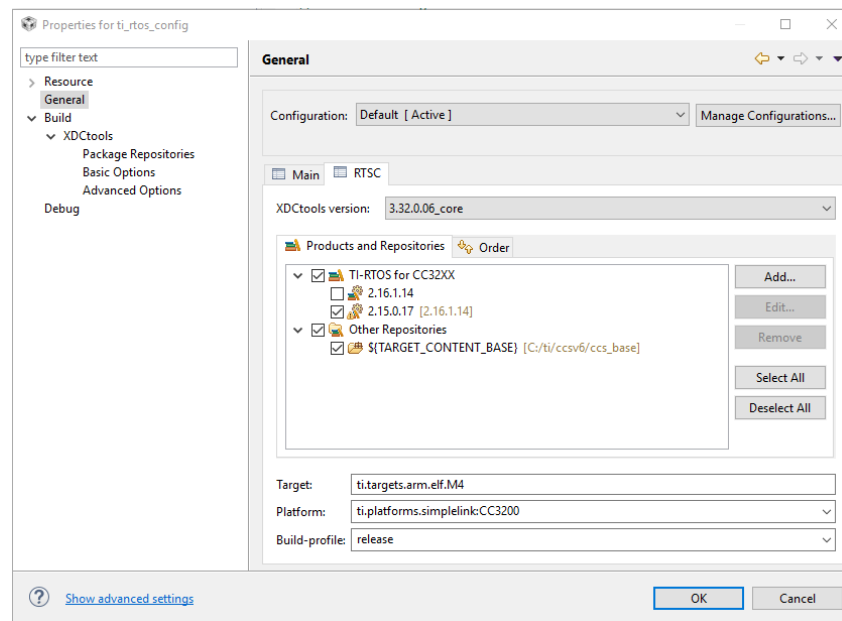 Properties for ti_rtos_config
type filter text
Resource
General
Build
XDCtools
Package Repositories
Basic Options
Advanced Options
Debug
General
Configuration: Default [ Active ] Manage Configurations...
Main RTSC
XDCtools version: 3.32.0.06_core
Products and Repositories Order
TI-RTOS for CC32XX
2.16.1.14
2.15.0.17 [2.16.1.14]
Other Repositories
${TARGET_CONTENT_BASE} [C:/ti/ccsv6/ccs_base]
Add...
Edit...
Remove
Select All
Deselect All
Target: ti.targets.arm.elf.M4
Platform: ti.platforms.simplelink:CC3200
Build-profile: release
? Show advanced settings OK Cancel